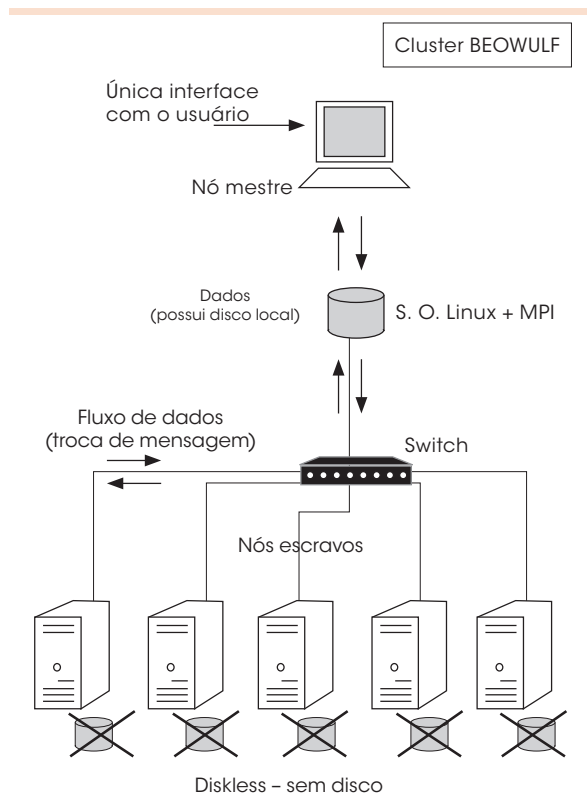 Cluster BEOWULF
Única interface
com o usuário
Nó mestre
Dados
(possui disco local)
S. O. Linux + MPI
Fluxo de dados
(troca de mensagem)
Switch
Nós escravos
Diskless – sem disco